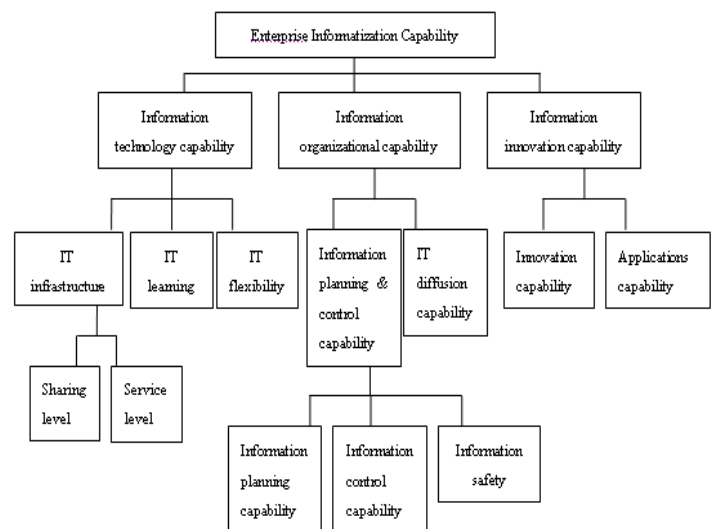 Enterprise Informatization Capability
Information
technology capability
Information
organizational capability
Information
innovation capability
IT
infrastructure
IT
learning
IT
flexibility
Information
planning &
control
capability
IT
diffusion
capability
Innovation
capability
Applications
capability
Sharing
level
Service
level
Information
planning
capability
Information
control
capability
Information
safety